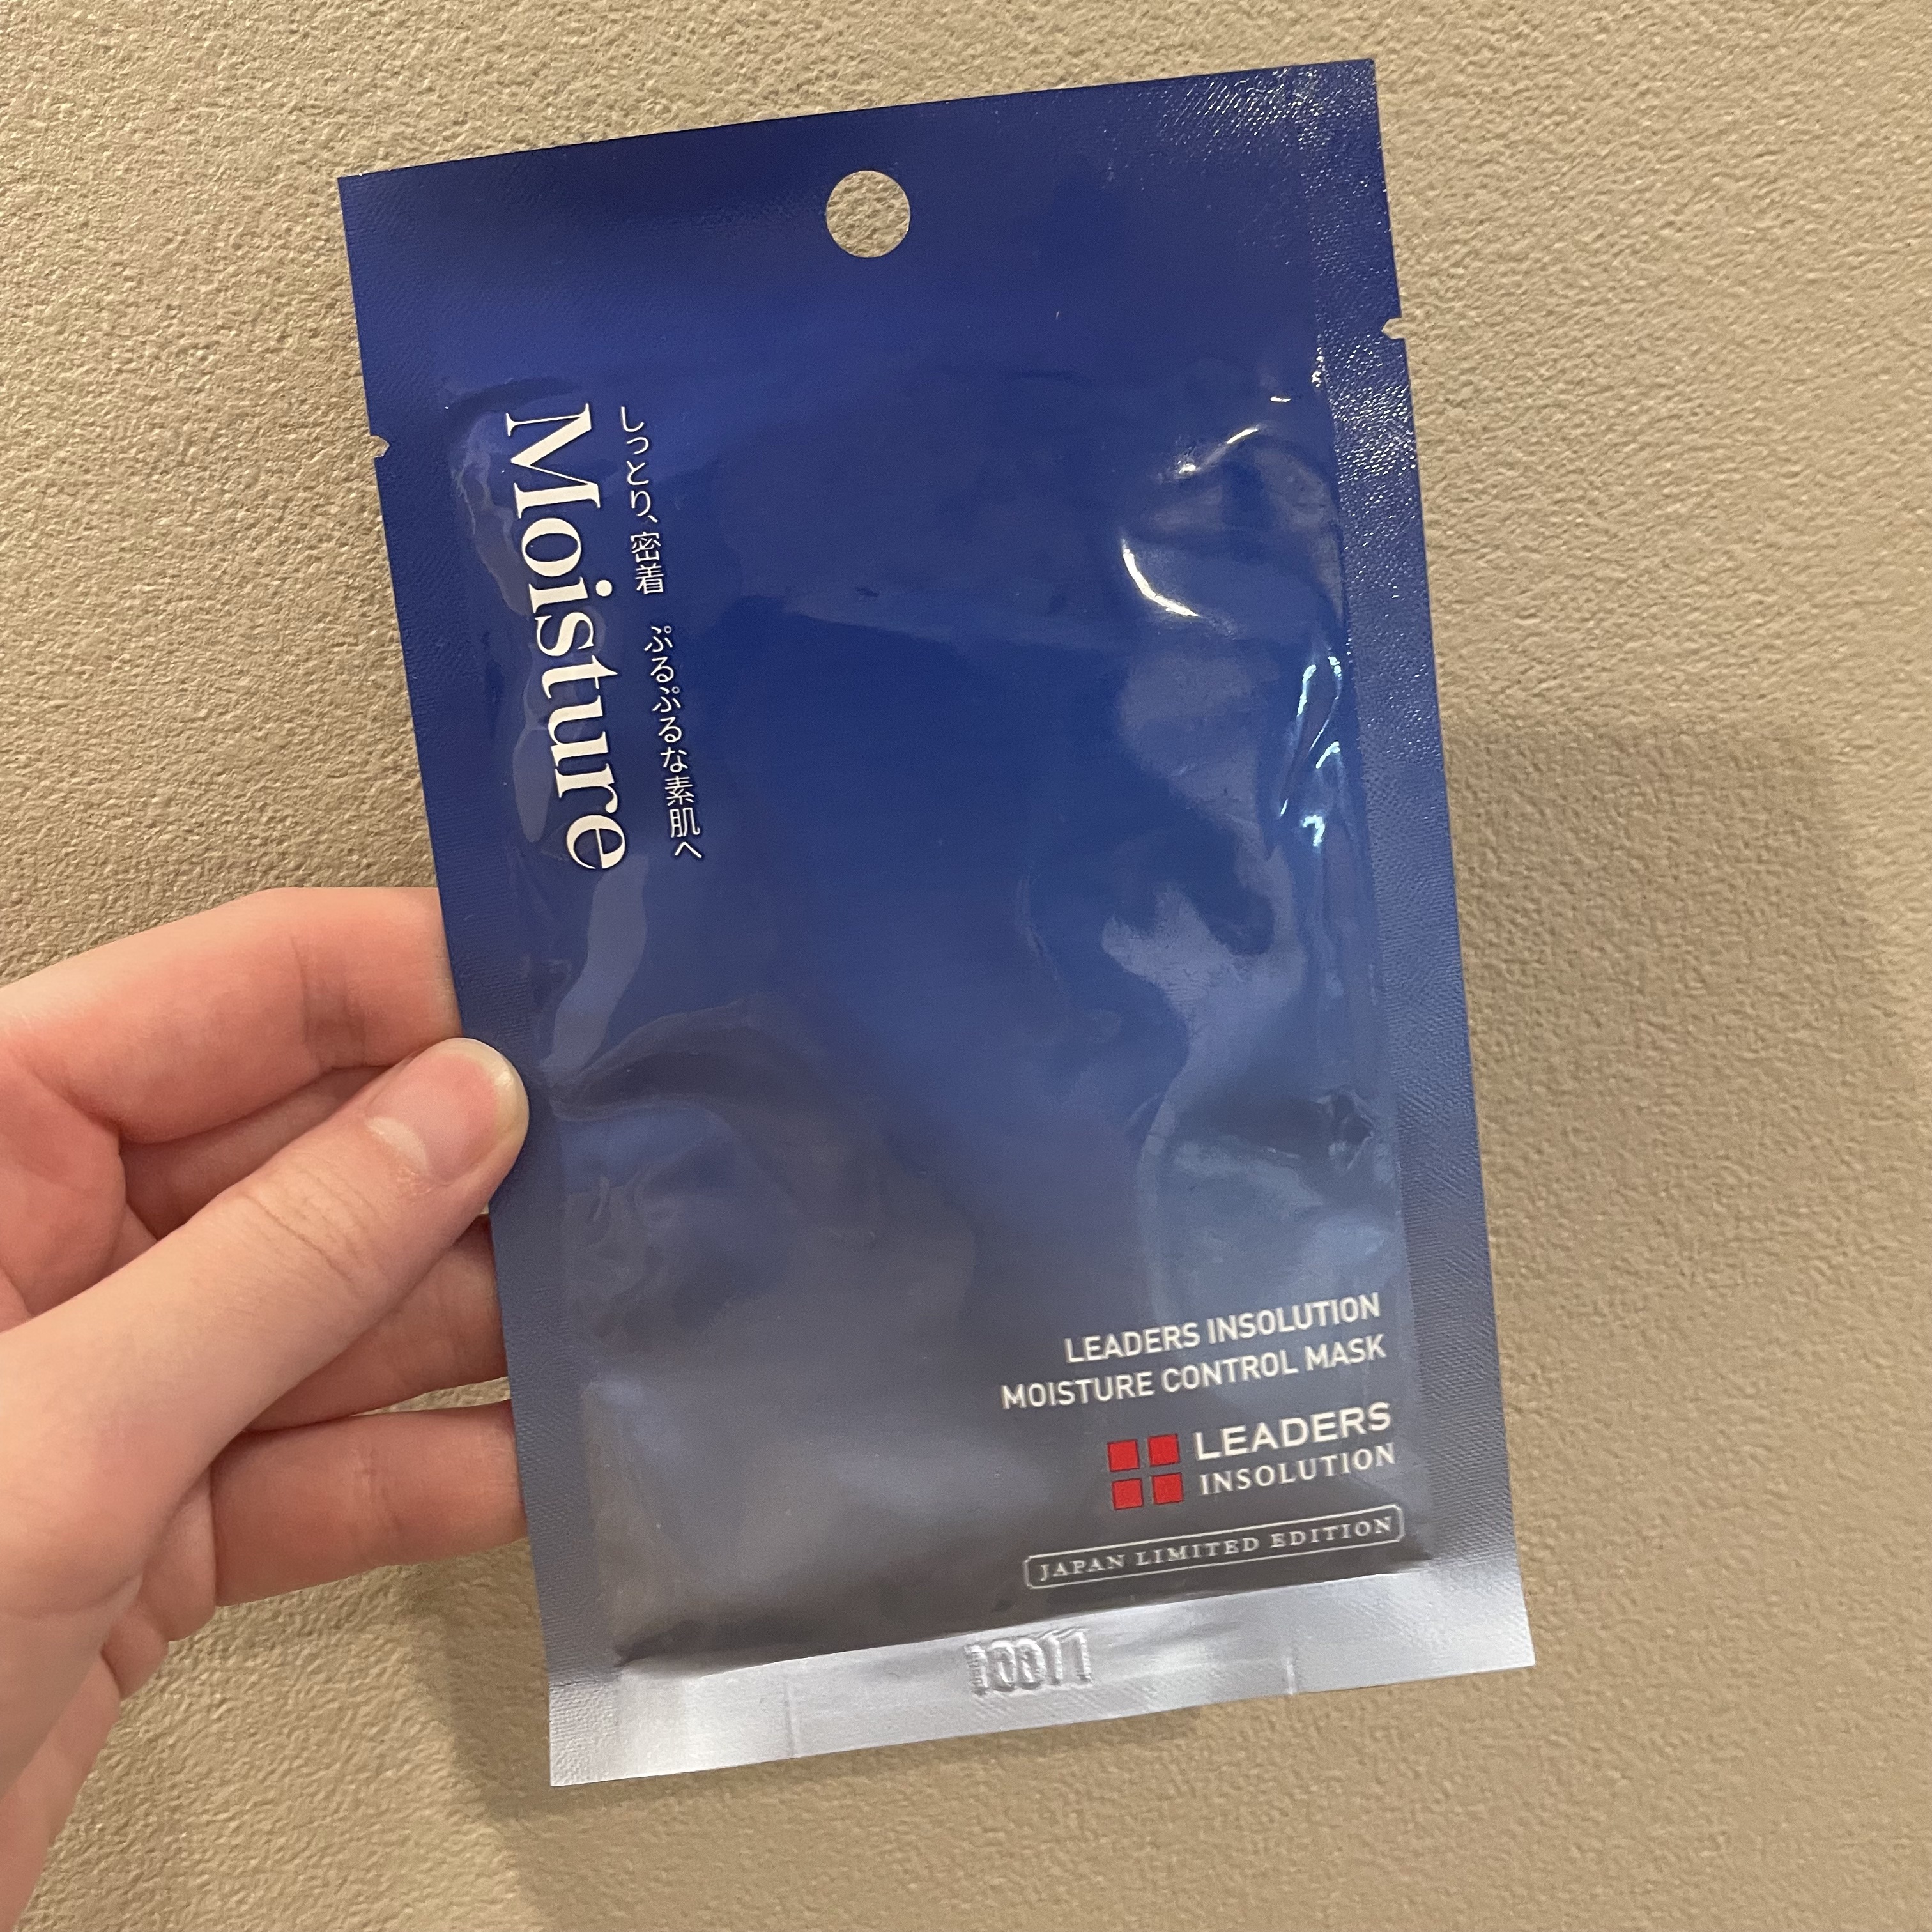 しっとり、密着　ぷるぷるな素肌へ
Moisture
LEADERS INSOLUTION
MOISTURE CONTROL MASK
LEADERS
INSOLUTION
JAPAN LIMITED EDITION